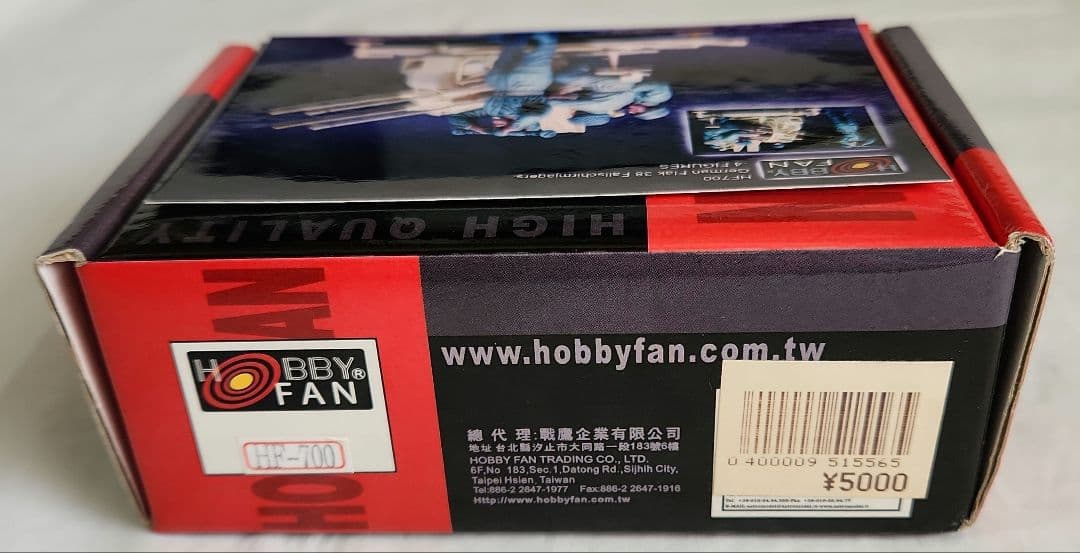 HOBBY®
FAN
HF700
German Flak 38 Fallschirmjagers
4 FIGURES
HIGH QUALITY
HOBBY®
FAN
HF-700
www.hobbyfan.com.tw
總 代 理:戰鷹企業有限公司
地址 台北縣汐止市大同路一段183號6樓
HOBBY FAN TRADING CO., LTD.
6F,No 183,Sec.1,Datong Rd.,Sijhih City,
Taipei Hsien, Taiwan
Tel:886-2 2647-1977 Fax:886-2 2647-1916
Http://www.hobbyfan.com.tw
0 400009 515565
¥5000